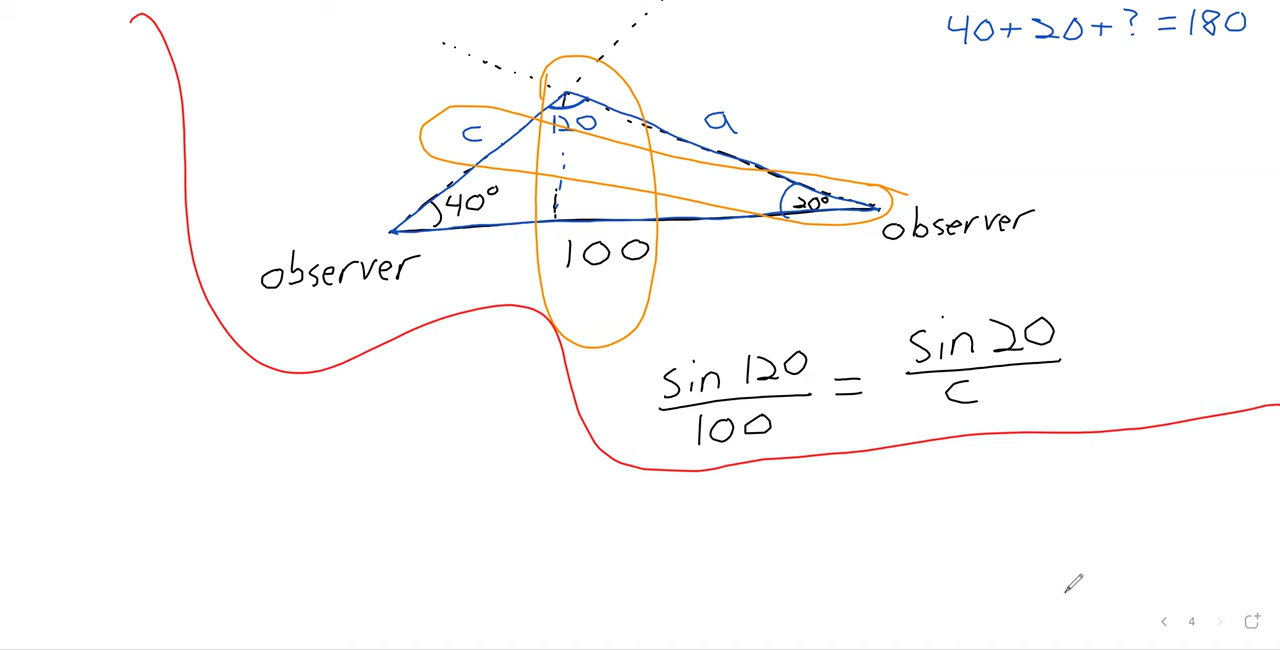 40+20+?=180
c
120
a
40°
20°
observer
100
observer
sin 120
100
=
sin 20
c
4